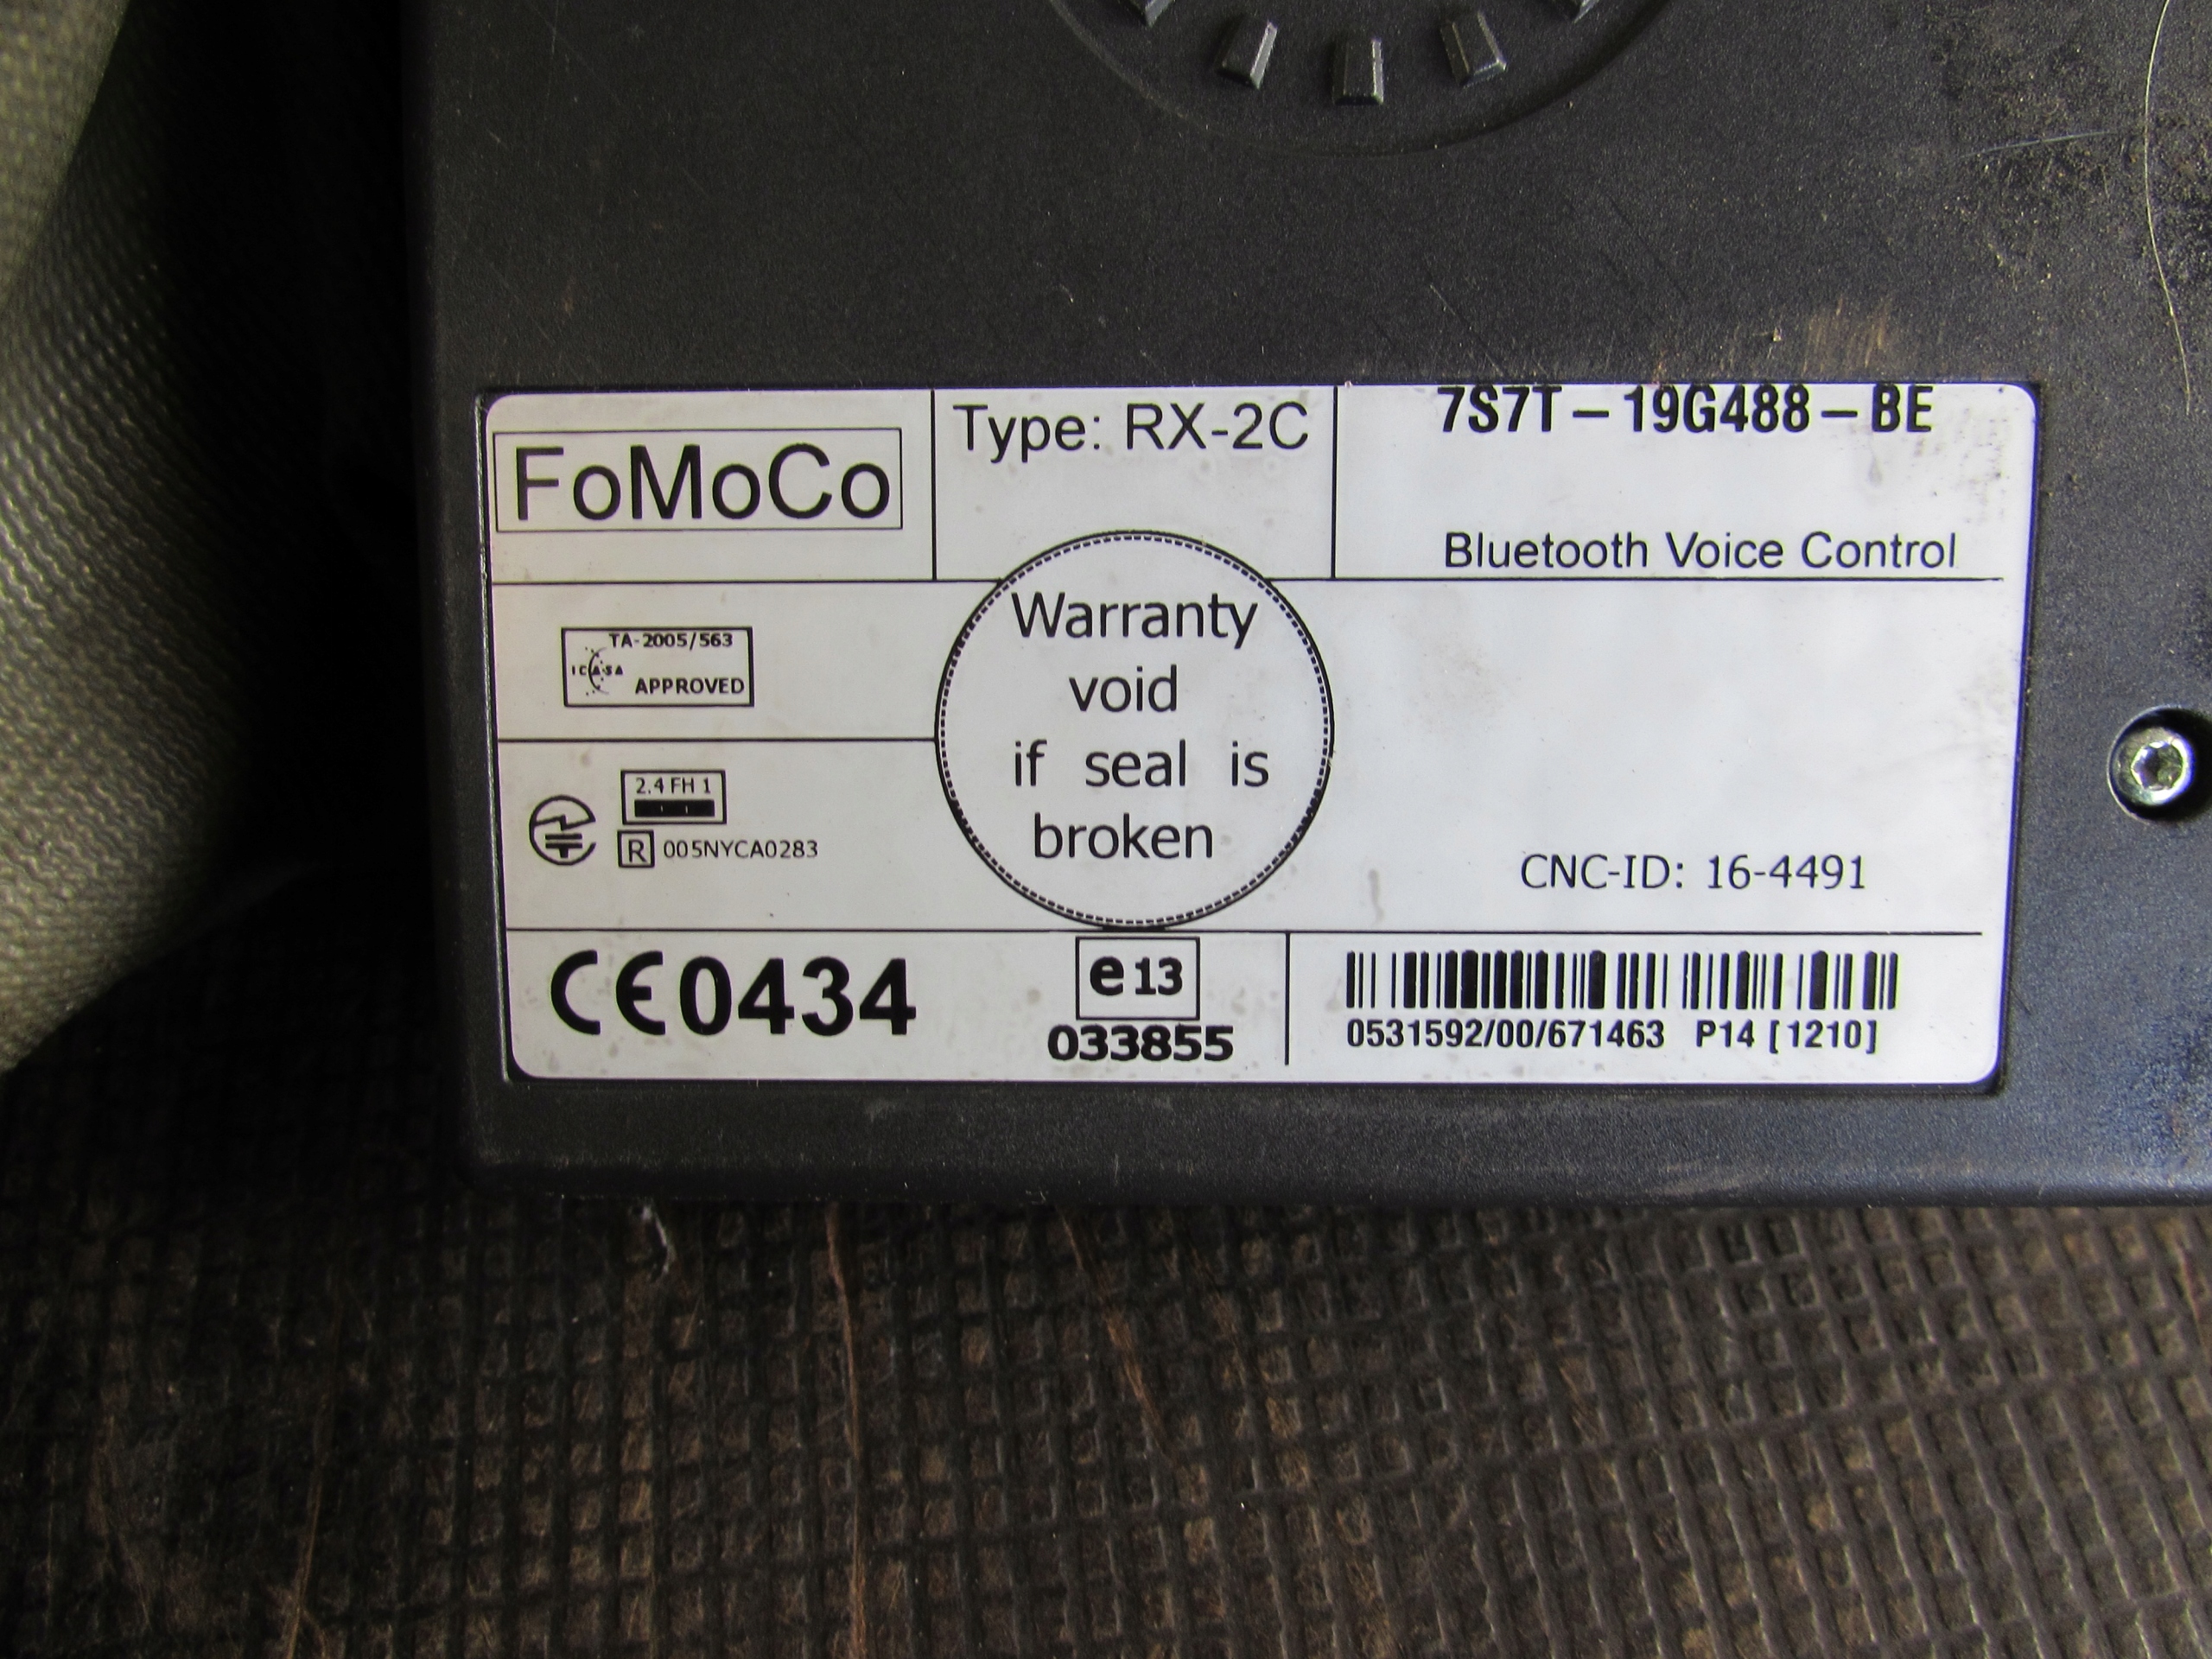 FoMoCo
Type: RX-2C
7S7T-19G488-BE
Bluetooth Voice Control
TA-2005/563
ICASA
APPROVED
Warranty
void
if seal is
broken
2.4 FH 1
R 005NYCA0283
CNC-ID: 16-4491
CE0434
e13
033855
0531592/00/671463 P14 [1210]